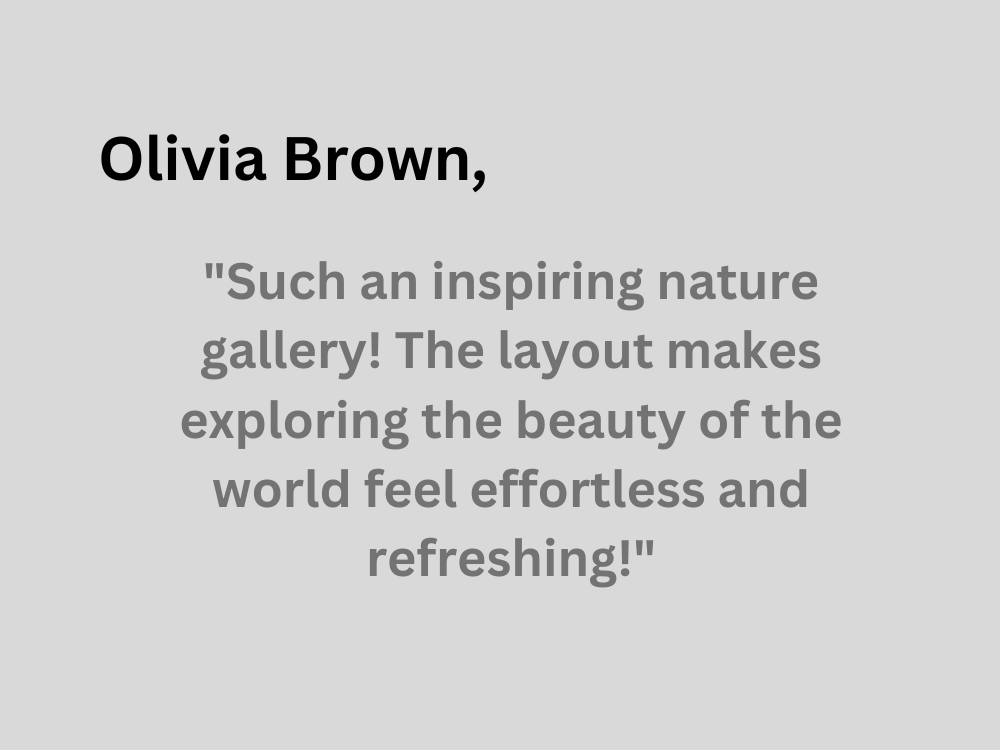 Olivia Brown,
"Such an inspiring nature
gallery! The layout makes
exploring the beauty of the
world feel effortless and
refreshing!"